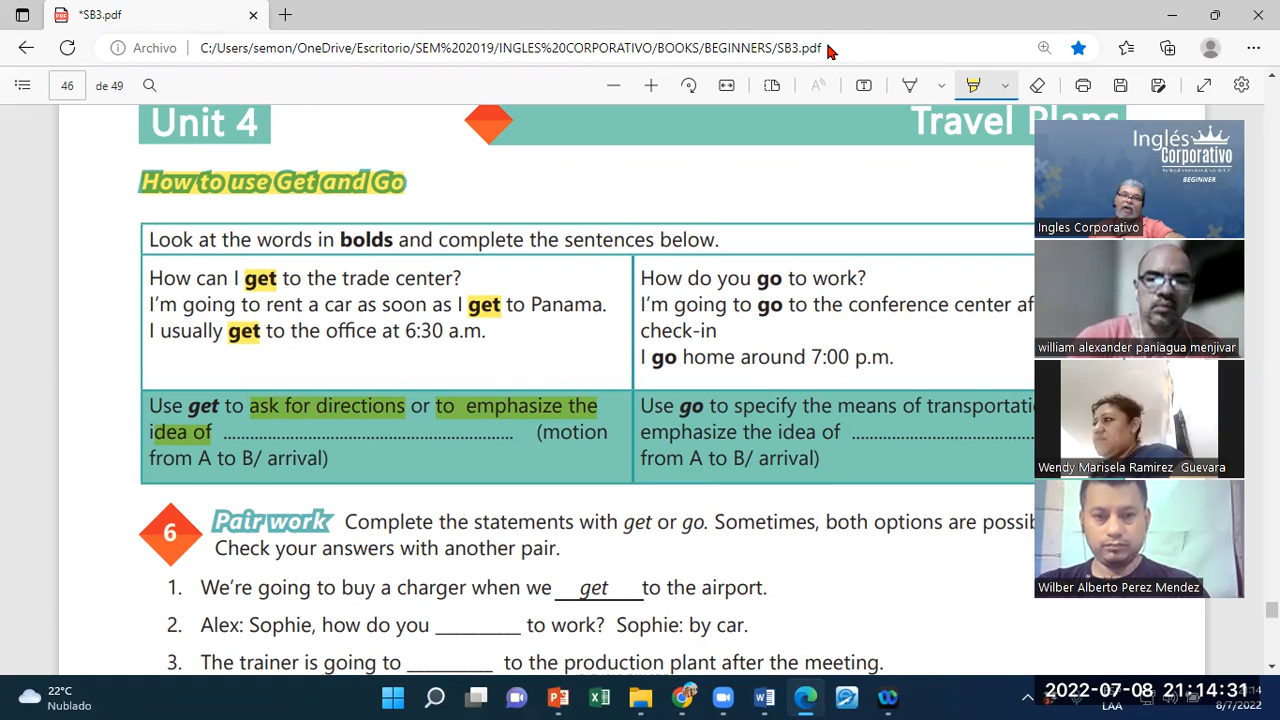 *SB3.pdf
Archivo
C:/Users/semon/OneDrive/Escritorio/SEM%202019/INGLES%20CORPORATIVO/BOOKS/BEGINNERS/SB3.pdf
46 de 49
Unit 4
Travel Plans
How to use Get and Go
Look at the words in bolds and complete the sentences below.
How can I get to the trade center?
I'm going to rent a car as soon as I get to Panama.
I usually get to the office at 6:30 a.m.
How do you go to work?
I'm going to go to the conference center af
check-in
I go home around 7:00 p.m.
Use get to ask for directions or to emphasize the
idea of ........................................................ (motion
from A to B/ arrival)
Use go to specify the means of transportati
emphasize the idea of ...................................
from A to B/ arrival)
6
Pair work Complete the statements with get or go. Sometimes, both options are possi
Check your answers with another pair.
1. We're going to buy a charger when we __get__ to the airport.
2. Alex: Sophie, how do you _________ to work? Sophie: by car.
3. The trainer is going to _________ to the production plant after the meeting.
Inglés
Corporativo
BEGINNER
Ingles Corporativo
william alexander paniagua menjivar
Wendy Marisela Ramirez Guevara
Wilber Alberto Perez Mendez
22°C
Nublado
2022-07-08 21:14:31
LAA
8/7/2022